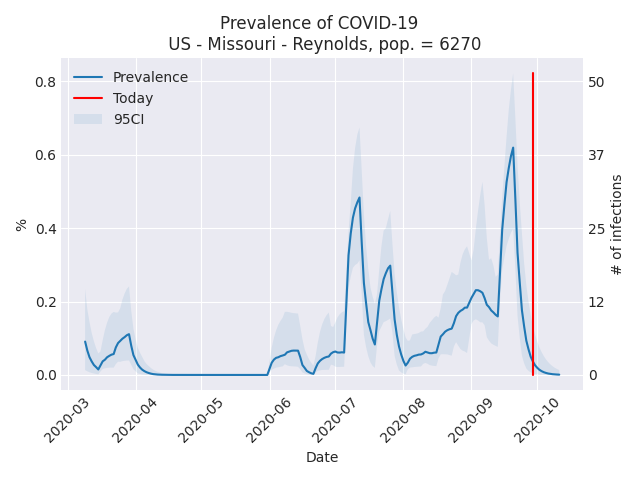 Prevalence of COVID-19
US - Missouri - Reynolds, pop. = 6270
Prevalence
Today
95CI
0.8
0.6
0.4
0.2
0.0
%
50
37
25
12
0
# of infections
2020-03
2020-04
2020-05
2020-06
2020-07
2020-08
2020-09
2020-10
Date